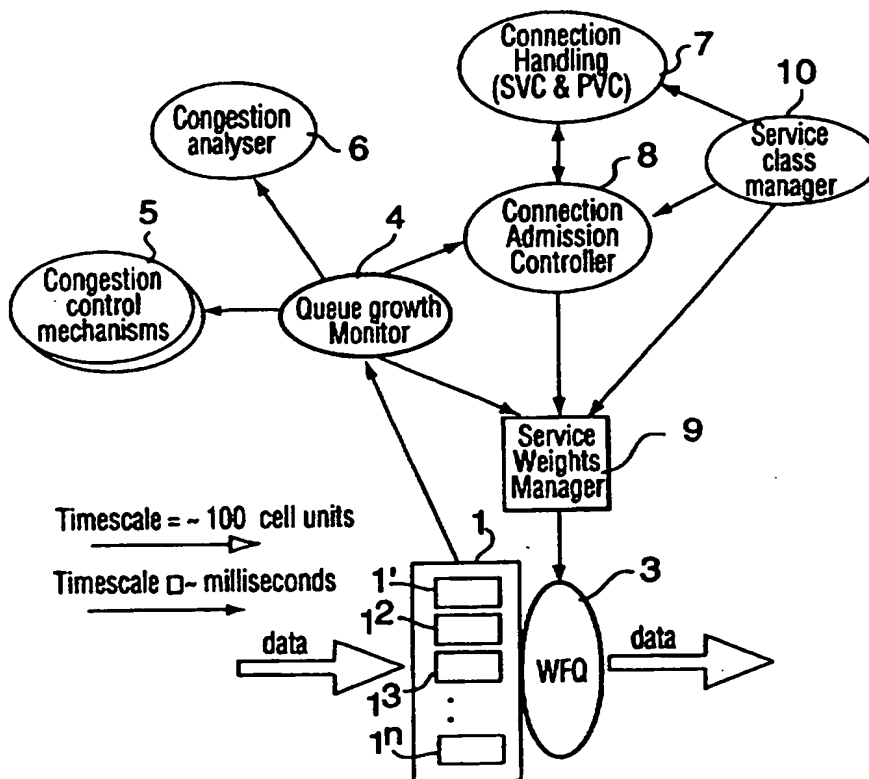 Connection
Handling
(SVC & PVC)
7
10
Congestion
analyser
6
Service
class
manager
8
5
4
Connection
Admission
Controller
Congestion
control
mechanisms
Queue growth
Monitor
9
Service
Weights
Manager
Timescale = ~ 100 cell units
1
Timescale □~ milliseconds
3
1'
1²
data
WFQ
data
1³
:
1ⁿ